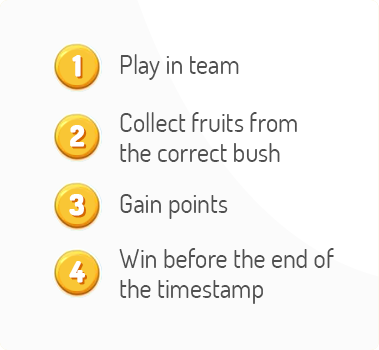 1 Play in team
2 Collect fruits from
the correct bush
3 Gain points
4 Win before the end of
the timestamp